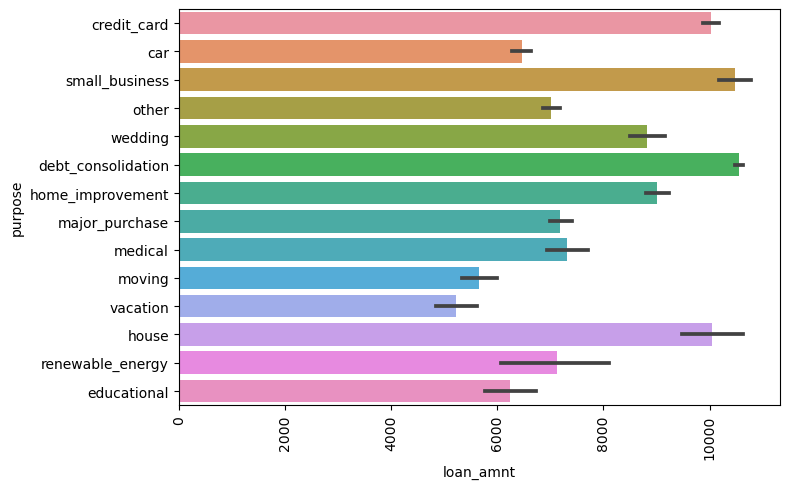 credit_card
car
small_business
other
wedding
debt_consolidation
home_improvement
major_purchase
medical
moving
vacation
house
renewable_energy
educational
purpose
0 2000 4000 6000 8000 10000
loan_amnt